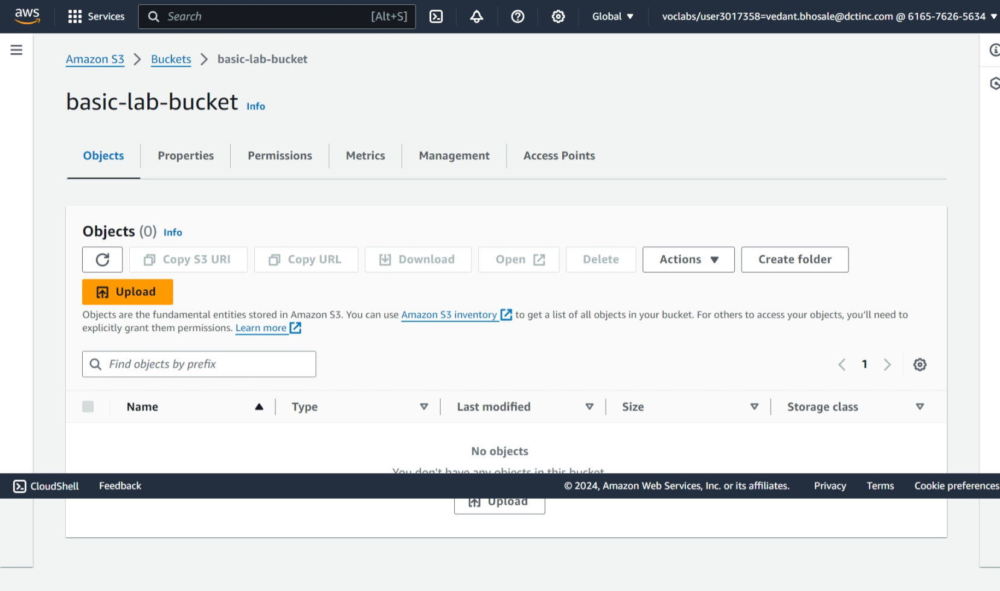 aws Services Search [Alt+S] Global voclabs/user3017358=vedant.bhosale@dctinc.com @ 6165-7626-5634
Amazon S3 Buckets basic-lab-bucket
basic-lab-bucket Info
Objects Properties Permissions Metrics Management Access Points
Objects (0) Info
Copy S3 URI Copy URL Download Open Delete Actions Create folder
Upload
Objects are the fundamental entities stored in Amazon S3. You can use Amazon S3 inventory to get a list of all objects in your bucket. For others to access your objects, you’ll need to
explicitly grant them permissions. Learn more
Find objects by prefix 1
Name Type Last modified Size Storage class
No objects
You don't have any objects in this bucket
CloudShell Feedback © 2024, Amazon Web Services, Inc. or its affiliates. Privacy Terms Cookie preferences
Upload